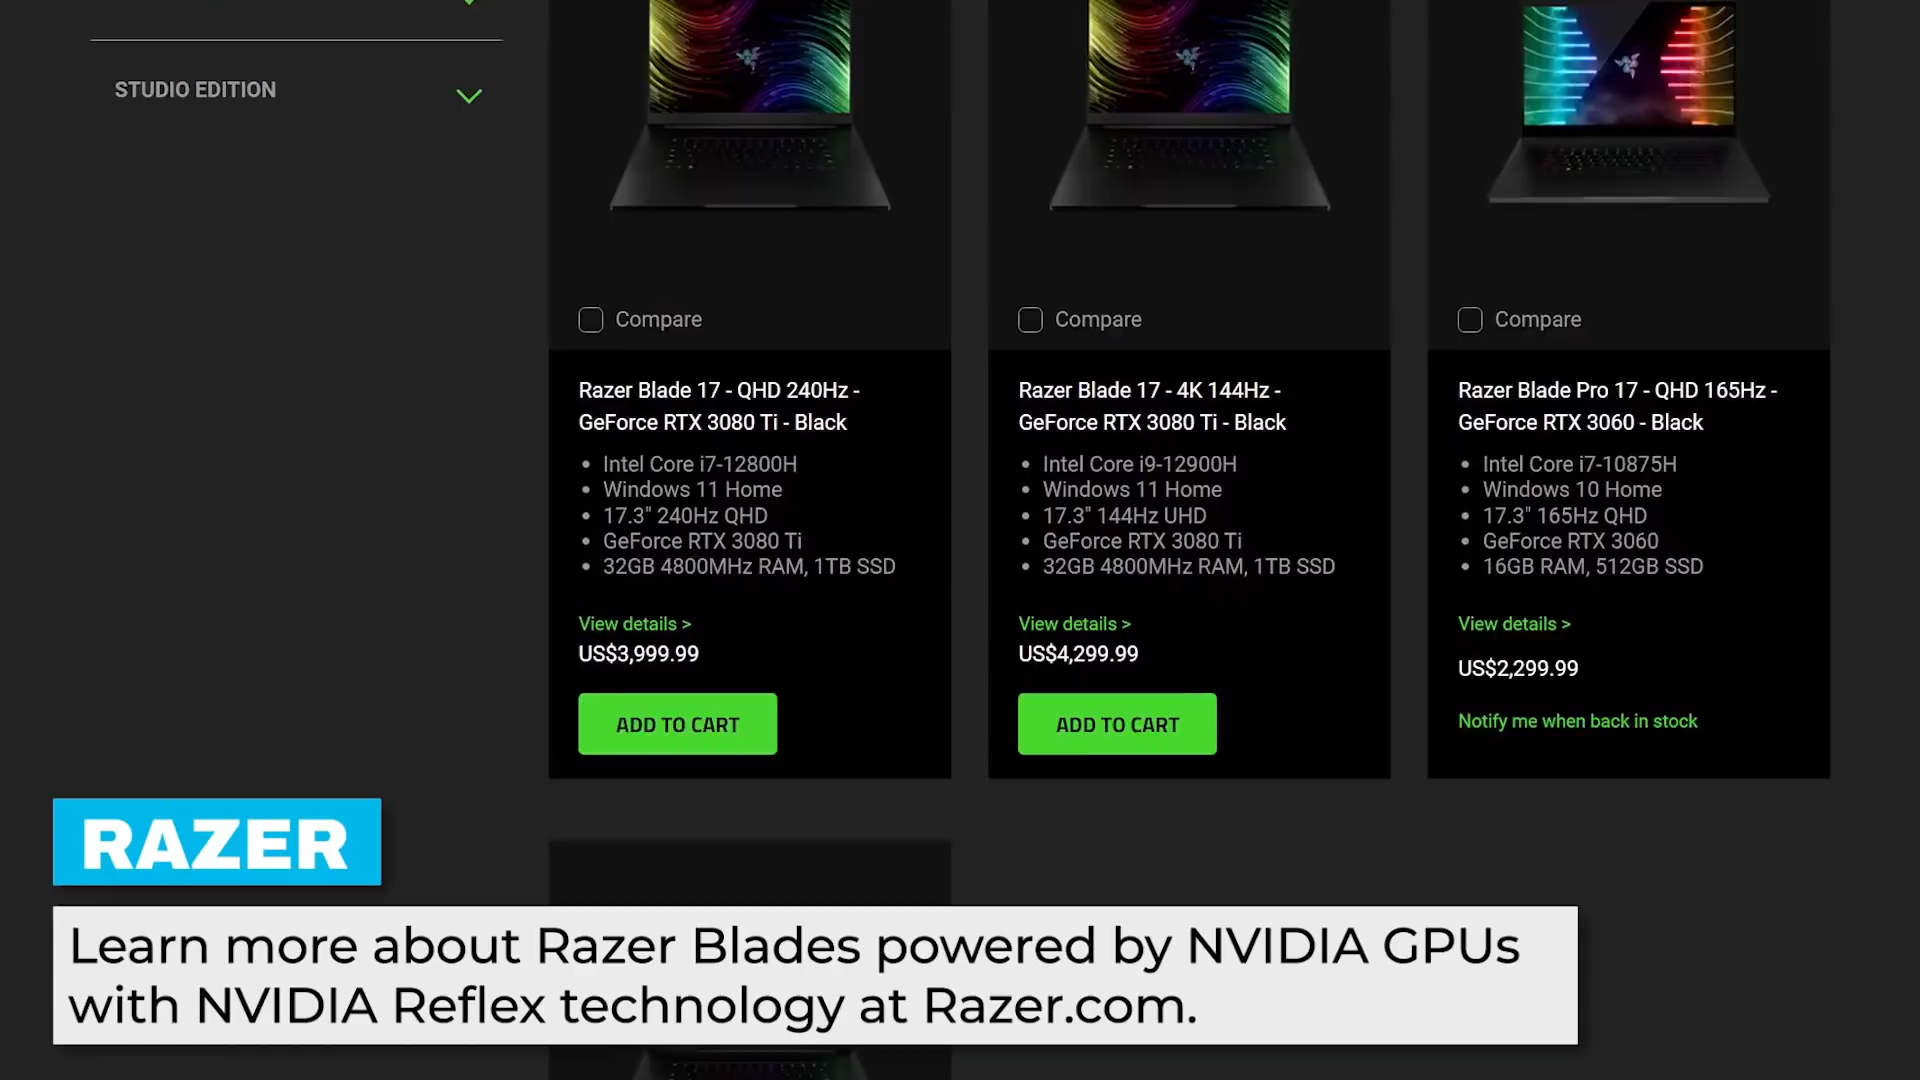 STUDIO EDITION
Compare
Razer Blade 17 - QHD 240Hz -
GeForce RTX 3080 Ti - Black
• Intel Core i7-12800H
• Windows 11 Home
• 17.3" 240Hz QHD
• GeForce RTX 3080 Ti
• 32GB 4800MHz RAM, 1TB SSD
View details >
US$3,999.99
ADD TO CART
Compare
Razer Blade 17 - 4K 144Hz -
GeForce RTX 3080 Ti - Black
• Intel Core i9-12900H
• Windows 11 Home
• 17.3" 144Hz UHD
• GeForce RTX 3080 Ti
• 32GB 4800MHz RAM, 1TB SSD
View details >
US$4,299.99
ADD TO CART
Compare
Razer Blade Pro 17 - QHD 165Hz -
GeForce RTX 3060 - Black
• Intel Core i7-10875H
• Windows 10 Home
• 17.3" 165Hz QHD
• GeForce RTX 3060
• 16GB RAM, 512GB SSD
View details >
US$2,299.99
Notify me when back in stock
RAZER
Learn more about Razer Blades powered by NVIDIA GPUs
with NVIDIA Reflex technology at Razer.com.